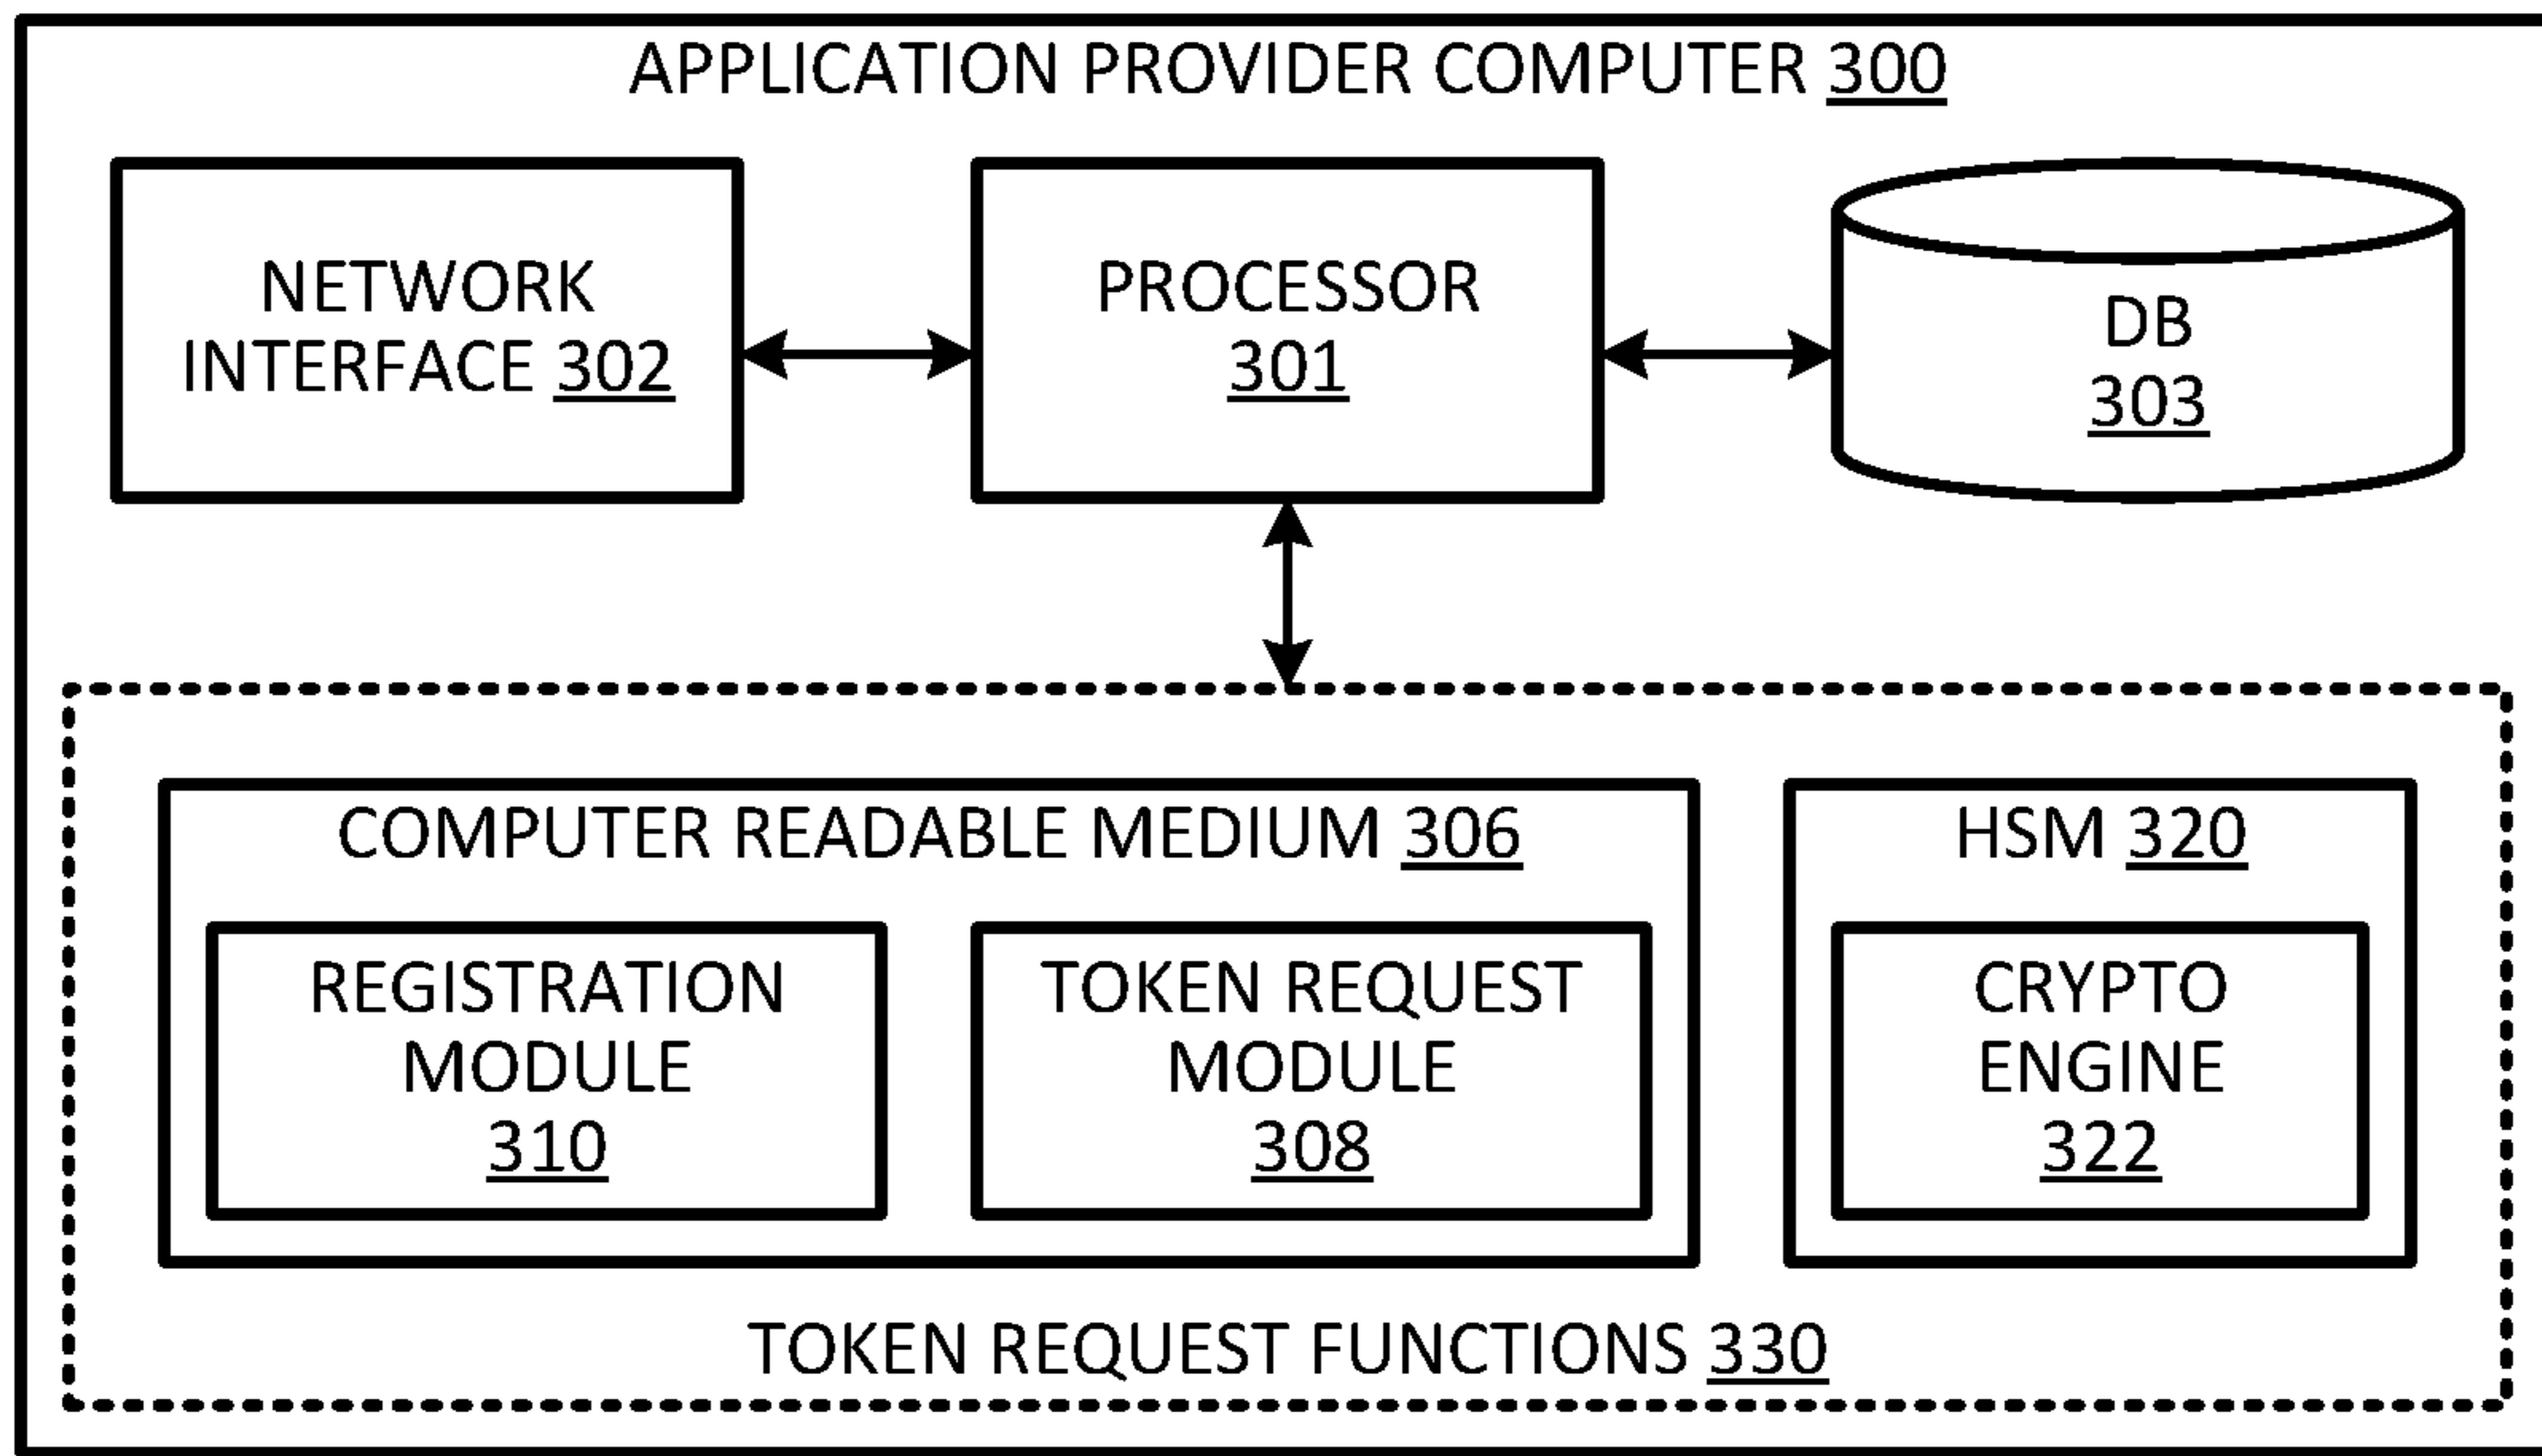 APPLICATION PROVIDER COMPUTER 300
NETWORK
INTERFACE 302
PROCESSOR
301
DB
303
COMPUTER READABLE MEDIUM 306
REGISTRATION
MODULE
310
TOKEN REQUEST
MODULE
308
HSM 320
CRYPTO
ENGINE
322
TOKEN REQUEST FUNCTIONS 330